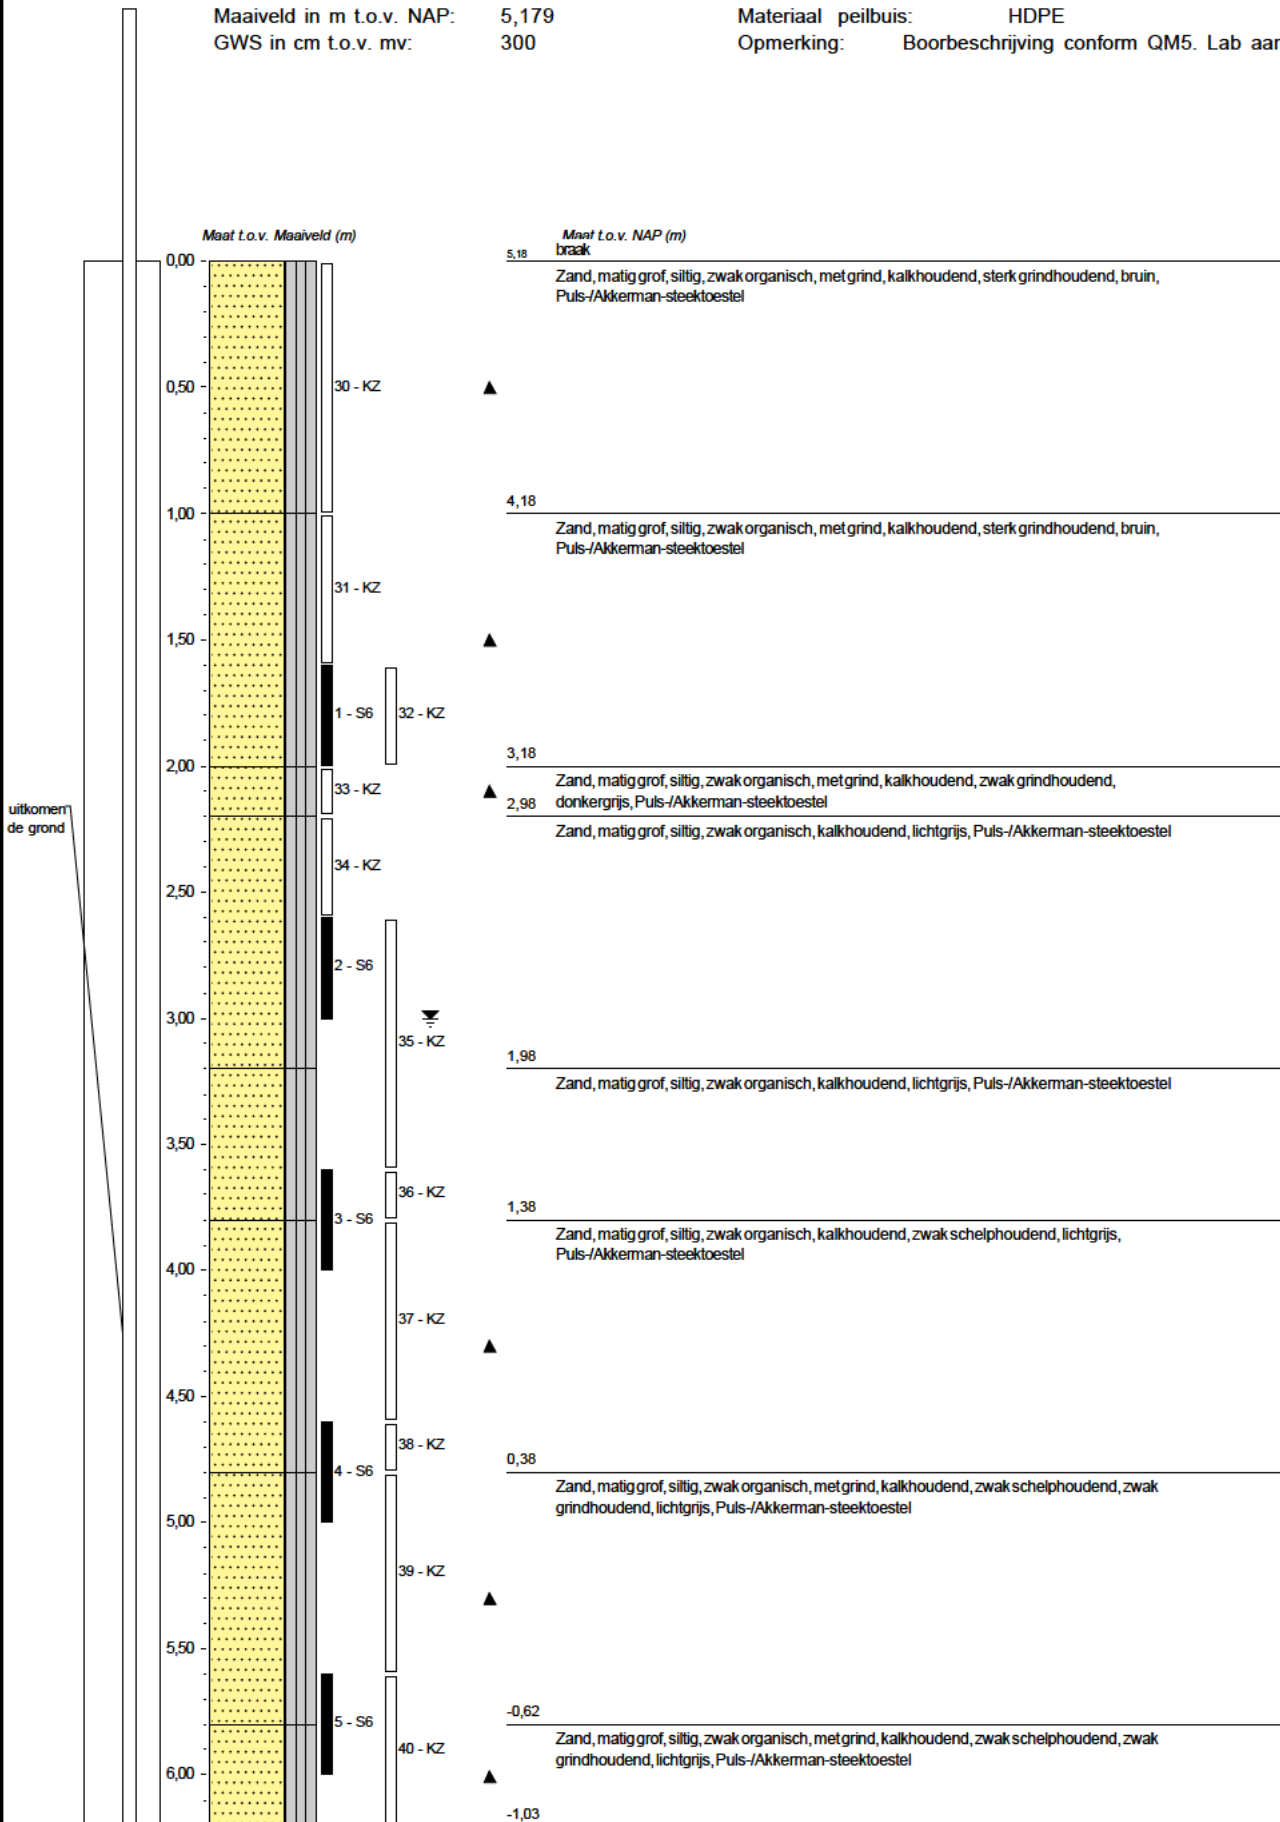 Maaiveld in m t.o.v. NAP: 5,179 Materiaal peilbuis: HDPE
GWS in cm t.o.v. mv: 300 Opmerking: Boorbeschrijving conform QM5. Lab
Maat t.o.v. Maaiveld (m) Maat t.o.v. NAP (m)
braak
0,00 5,18
Zand, matig grof, siltig, zwak organisch, met grind, kalkhoudend, sterk grindhoudend, bruin,
Puls-/Akkerman-steektoestel
0,50 30 - KZ
4,18
1,00
Zand, matig grof, siltig, zwak organisch, met grind, kalkhoudend, sterk grindhoudend, bruin,
Puls-/Akkerman-steektoestel
31 - KZ
1,50
1 - S6 32 - KZ
3,18
2,00
Zand, matig grof, siltig, zwak organisch, met grind, kalkhoudend, zwak grindhoudend,
33 - KZ
2,98 donkergrijs, Puls-/Akkerman-steektoestel
uitkomen
de grond
Zand, matig grof, siltig, zwak organisch, kalkhoudend, lichtgrijs, Puls-/Akkerman-steektoestel
34 - KZ
2,50
2 - S6
3,00
35 - KZ
1,98
Zand, matig grof, siltig, zwak organisch, kalkhoudend, lichtgrijs, Puls-/Akkerman-steektoestel
3,50
36 - KZ
1,38
3 - S6
Zand, matig grof, siltig, zwak organisch, kalkhoudend, zwak schelphoudend, lichtgrijs,
Puls-/Akkerman-steektoestel
4,00
37 - KZ
4,50
38 - KZ
0,38
4 - S6
Zand, matig grof, siltig, zwak organisch, met grind, kalkhoudend, zwak schelphoudend, zwak
grindhoudend, lichtgrijs, Puls-/Akkerman-steektoestel
5,00
39 - KZ
5,50
-0,62
5 - S6
Zand, matig grof, siltig, zwak organisch, met grind, kalkhoudend, zwak schelphoudend, zwak
40 - KZ
grindhoudend, lichtgrijs, Puls-/Akkerman-steektoestel
6,00
-1,03